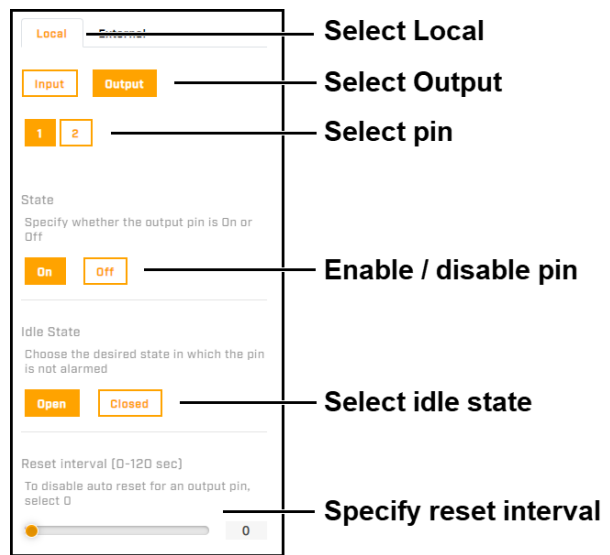 Local External Select Local
Input Output Select Output
1 2 Select pin
State
Specify whether the output pin is On or
Off
On Off Enable / disable pin
Idle State
Choose the desired state in which the pin
is not alarmed
Open Closed Select idle state
Reset interval (0-120 sec)
To disable auto reset for an output pin,
select 0
Specify reset interval
0